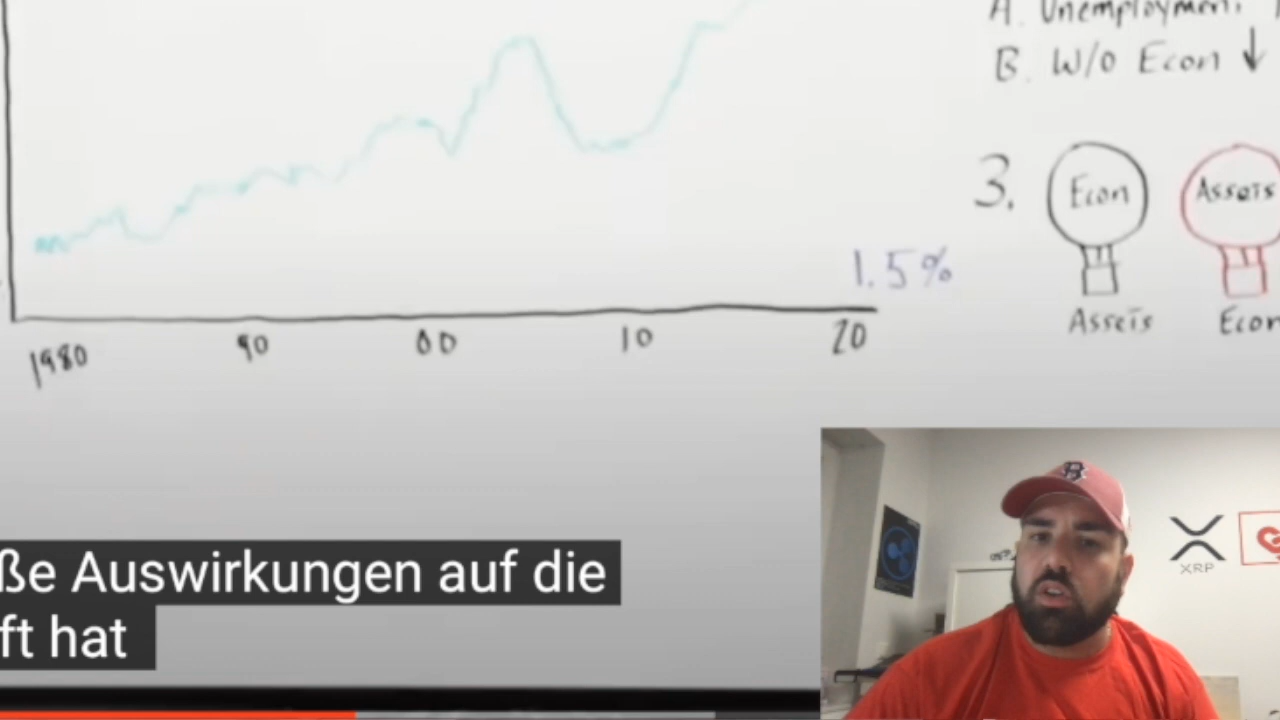 B. W/o Econ ↓
3.
Econ
Assets
Assets
Econ
1.5%
1980
90
00
10
20
ße Auswirkungen auf die
ft hat
XRP